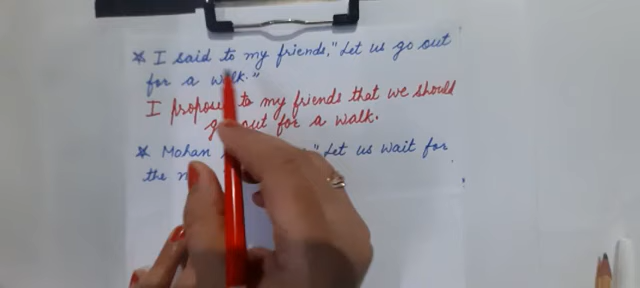 * I said to my friends, "Let us go out
for a walk."
I propose to my friends that we should
out for a walk.
* Mohan "Let us wait for
the